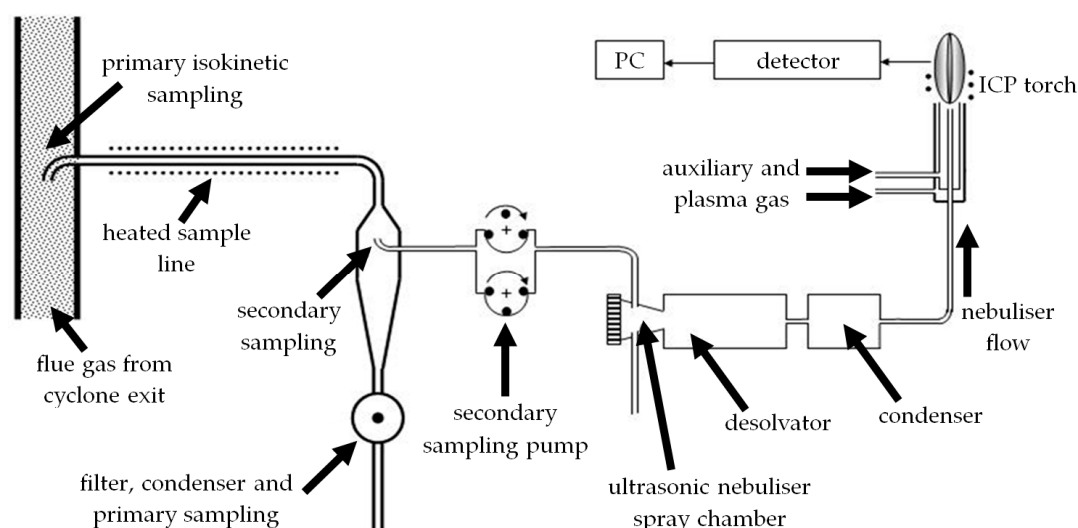 primary isokinetic
sampling
PC
detector
ICP torch
auxiliary and
plasma gas
heated sample
line
secondary
sampling
nebuliser
flow
flue gas from
cyclone exit
secondary
sampling pump
desolvator
condenser
filter, condenser and
primary sampling
ultrasonic nebuliser
spray chamber